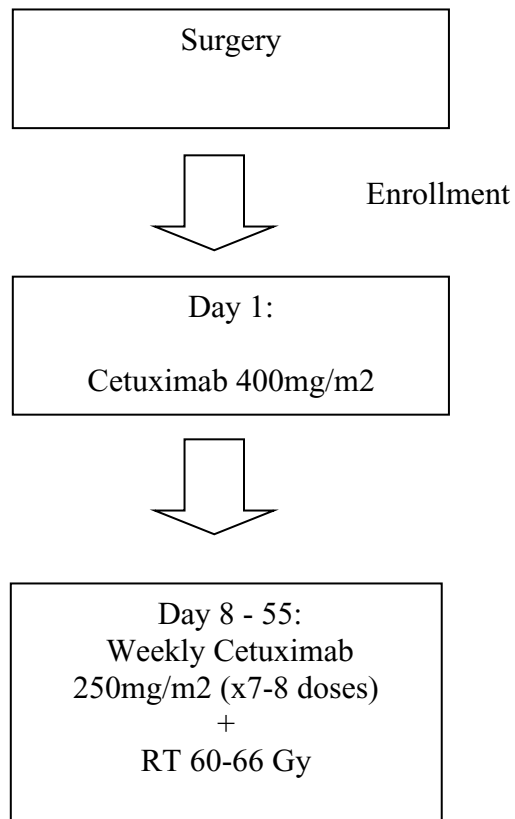 Surgery
Enrollment
Day 1:
Cetuximab 400mg/m2
Day 8 - 55:
Weekly Cetuximab
250mg/m2 (x7-8 doses)
+
RT 60-66 Gy